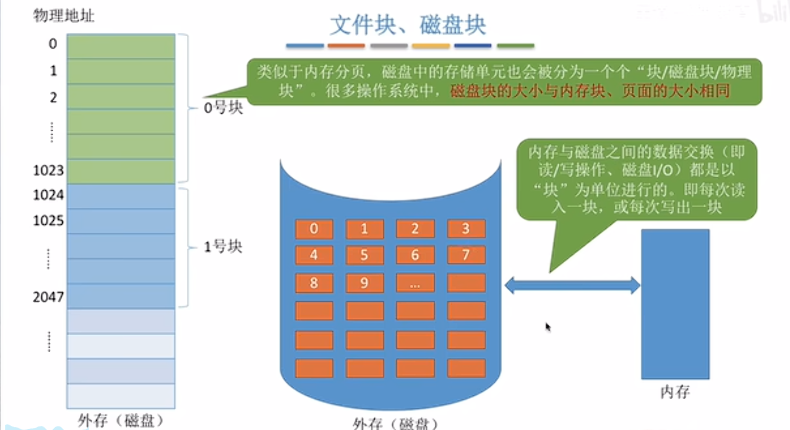 物理地址
文件块、磁盘块
0
1
2
......
1023
1024
1025
......
2047
......
0号块
1号块
外存（磁盘）
类似于内存分页，磁盘中的存储单元也会被分为一个个“块/磁盘块/物理
块”。很多操作系统中，磁盘块的大小与内存块、页面的大小相同
内存与磁盘之间的数据交换（即
读/写操作、磁盘I/O）都是以
“块”为单位进行的。即每次读
入一块，或每次写出一块
0 1 2 3
4 5 6 7
8 9 ...
外存（磁盘）
内存